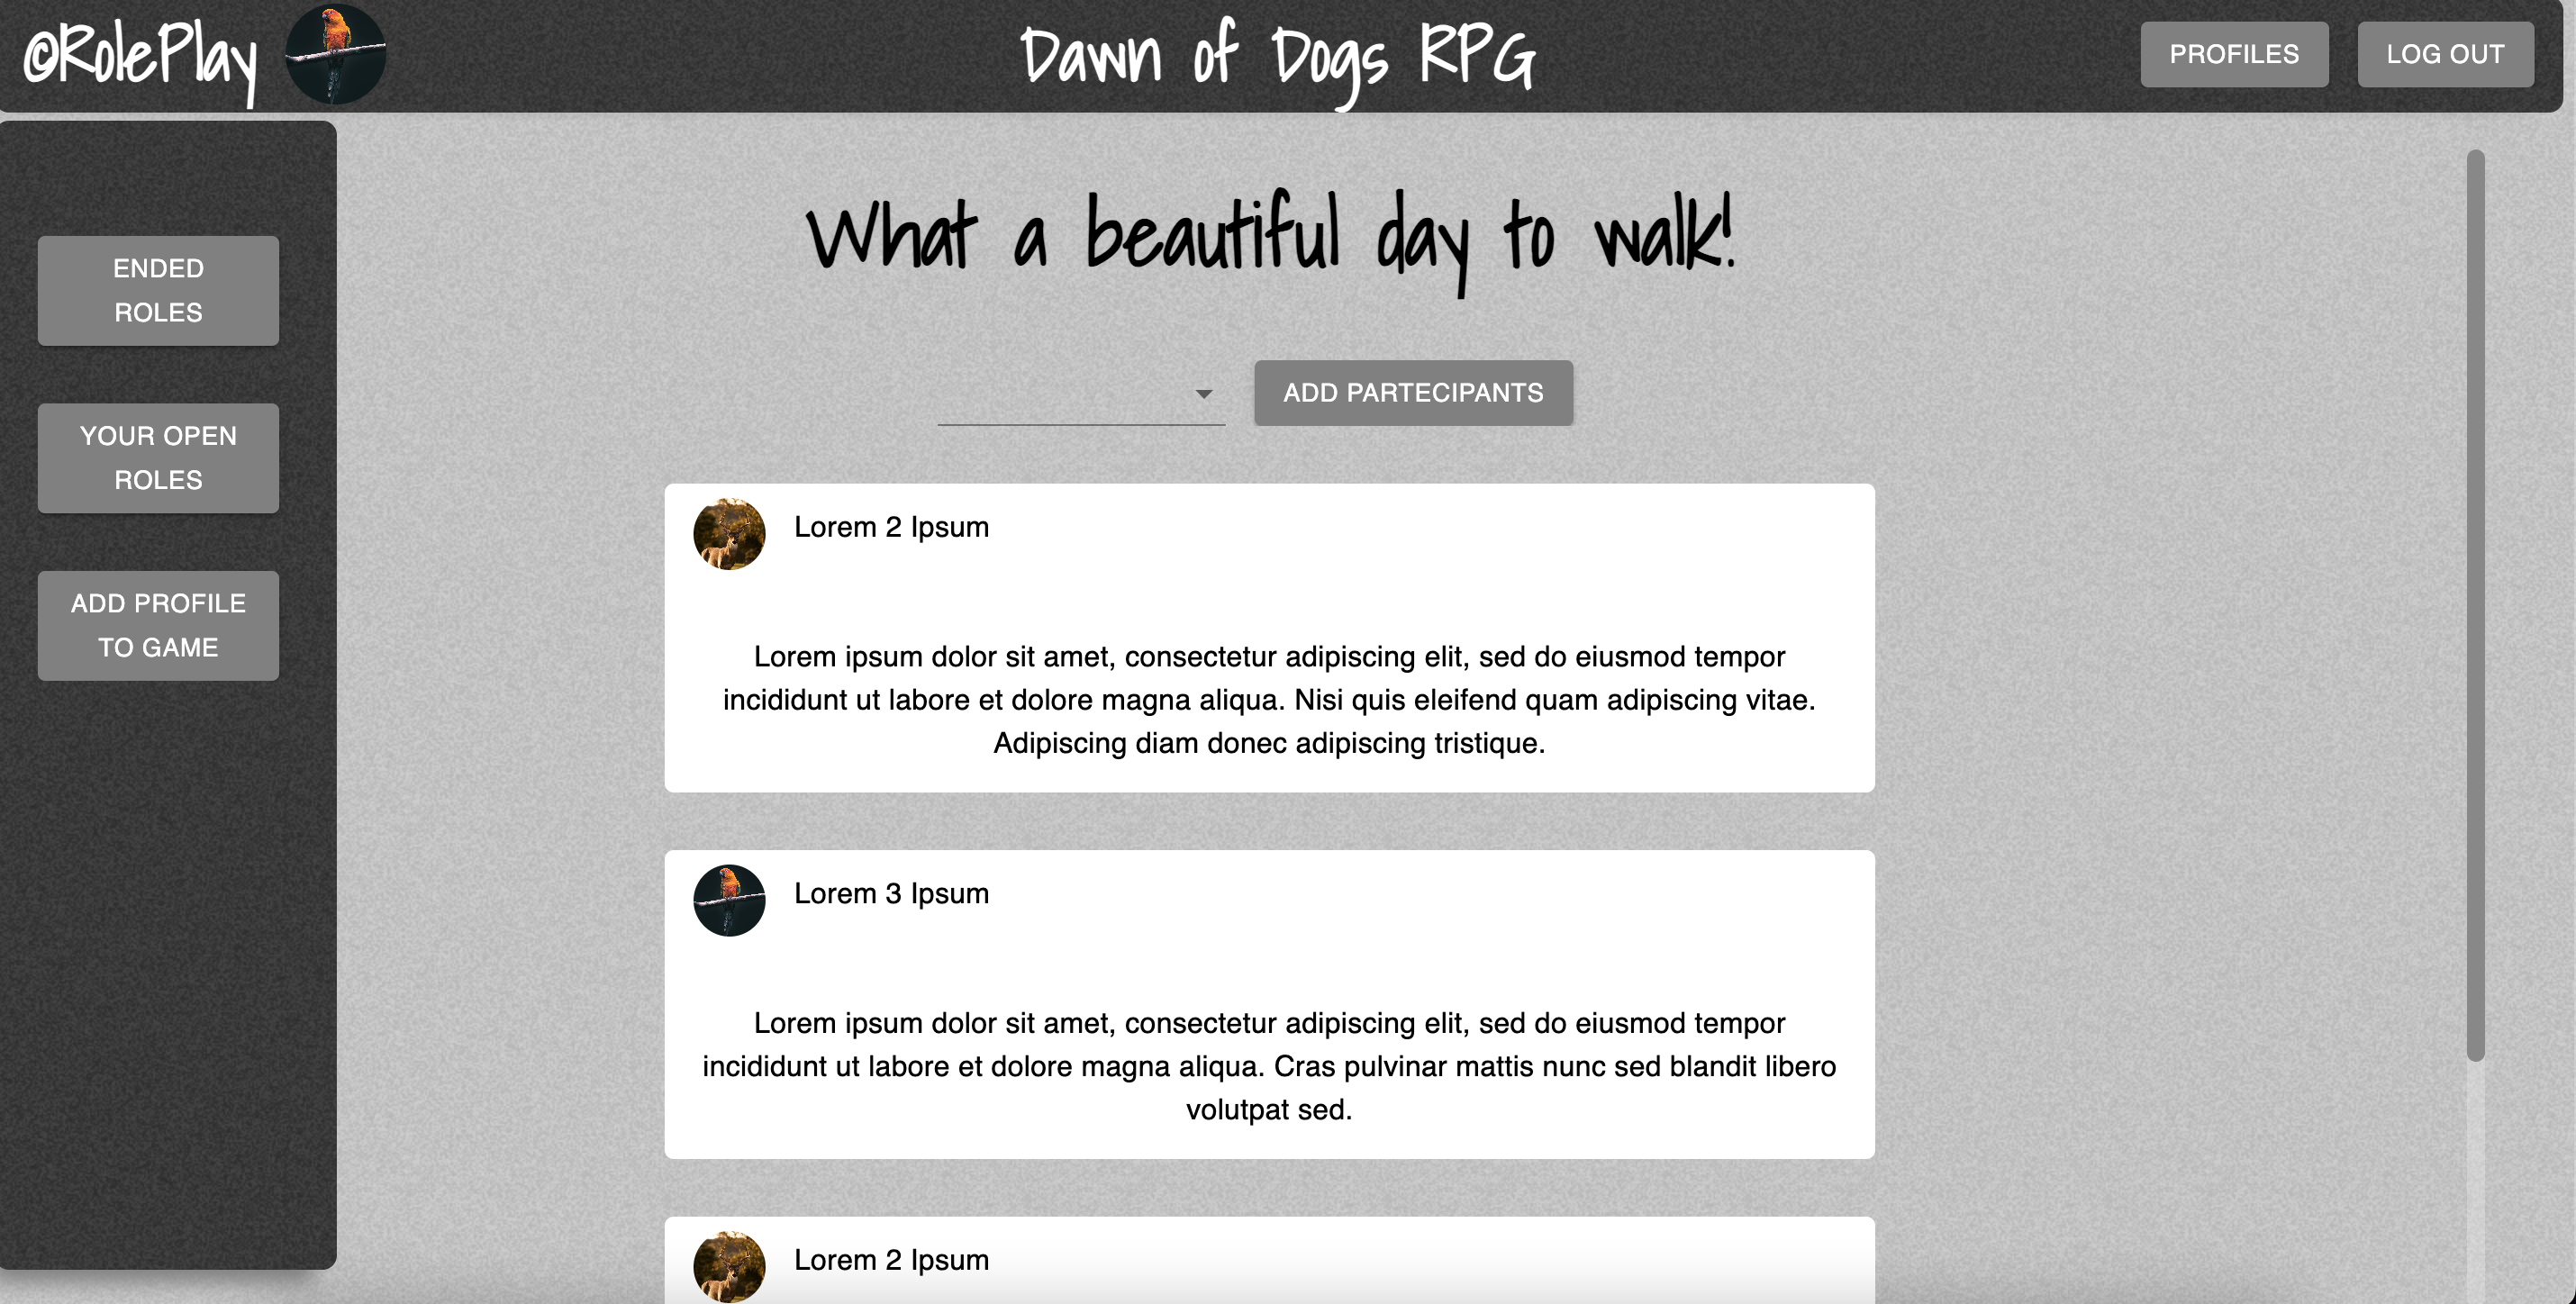 ©RolePlay
Dawn of Dogs RPG
PROFILES
LOG OUT
ENDED
ROLES
YOUR OPEN
ROLES
ADD PROFILE
TO GAME
What a beautiful day to walk!
ADD PARTECIPANTS
Lorem 2 Ipsum
Lorem ipsum dolor sit amet, consectetur adipiscing elit, sed do eiusmod tempor
incididunt ut labore et dolore magna aliqua. Nisi quis eleifend quam adipiscing vitae.
Adipiscing diam donec adipiscing tristique.
Lorem 3 Ipsum
Lorem ipsum dolor sit amet, consectetur adipiscing elit, sed do eiusmod tempor
incididunt ut labore et dolore magna aliqua. Cras pulvinar mattis nunc sed blandit libero
volutpat sed.
Lorem 2 Ipsum